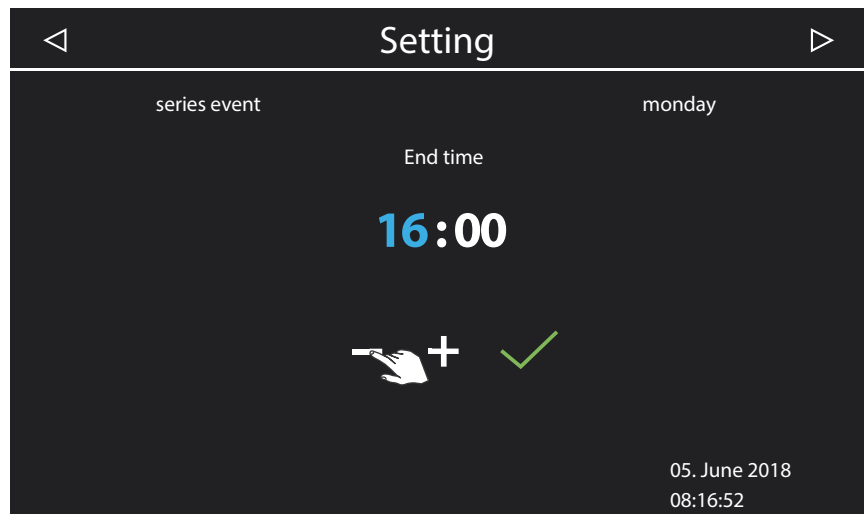 Setting
series event monday
End time
16:00
05. June 2018
08:16:52